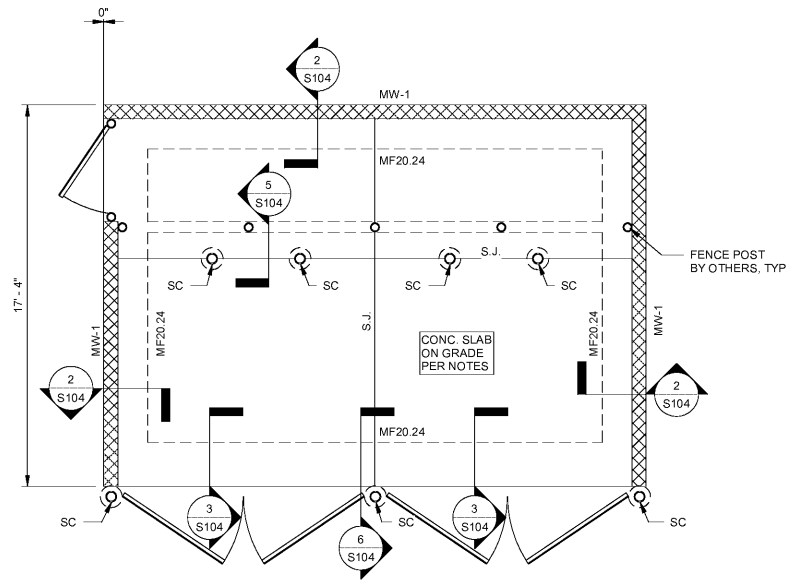 0"
2
S104
MW-1
MF20.24
5
S104
S.J.
FENCE POST
BY OTHERS, TYP
SC
SC
SC
SC
17' - 4"
MW-1
MF20.24
S.J.
CONC. SLAB
ON GRADE
PER NOTES
MF20.24
MW-1
2
S104
2
S104
MF20.24
SC
3
S104
6
S104
SC
3
S104
SC